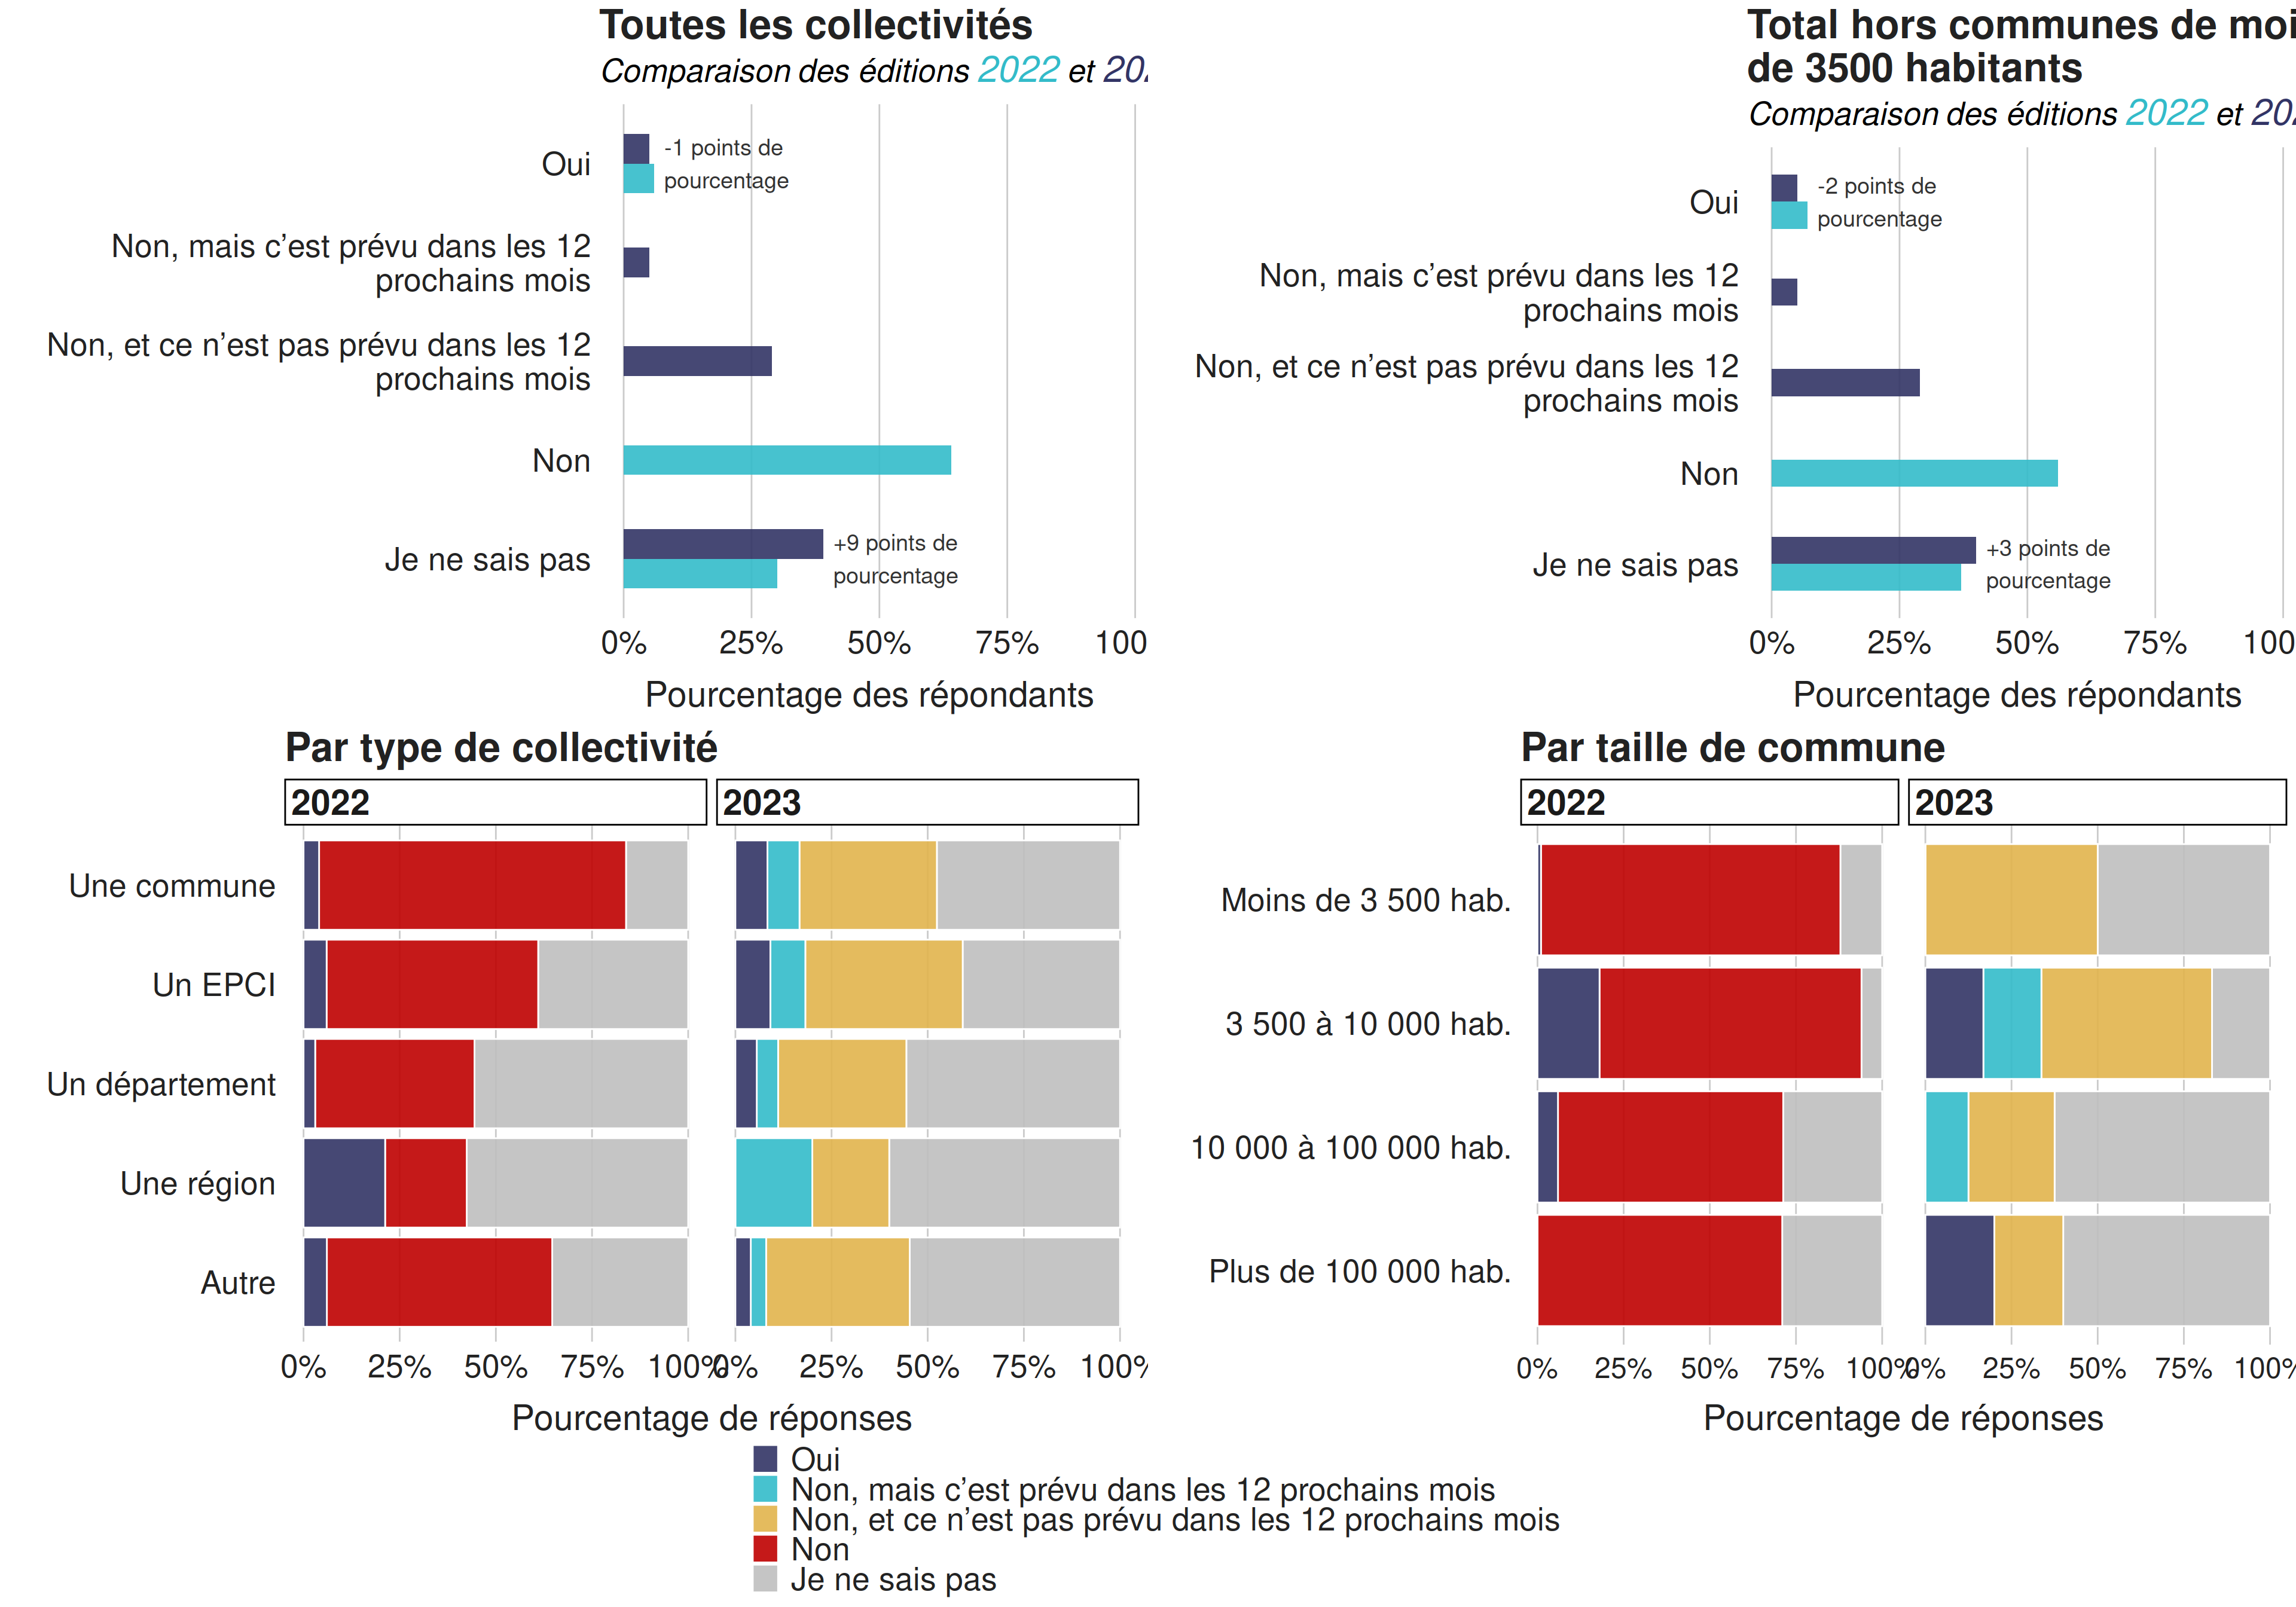 Toutes les collectivités
Comparaison des éditions 2022 et 202
Oui
-1 points de
pourcentage
Non, mais c’est prévu dans les 12
prochains mois
Non, et ce n’est pas prévu dans les 12
prochains mois
Non
Je ne sais pas
+9 points de
pourcentage
0% 25% 50% 75% 100
Pourcentage des répondants
Total hors communes de moi
de 3500 habitants
Comparaison des éditions 2022 et 202
Oui
-2 points de
pourcentage
Non, mais c’est prévu dans les 12
prochains mois
Non, et ce n’est pas prévu dans les 12
prochains mois
Non
Je ne sais pas
+3 points de
pourcentage
0% 25% 50% 75% 100
Pourcentage des répondants
Par type de collectivité
2022 2023
Une commune
Un EPCI
Un département
Une région
Autre
0% 25% 50% 75% 100% 0% 25% 50% 75% 100%
Pourcentage de réponses
Par taille de commune
2022 2023
Moins de 3 500 hab.
3 500 à 10 000 hab.
10 000 à 100 000 hab.
Plus de 100 000 hab.
0% 25% 50% 75% 100% 0% 25% 50% 75% 100%
Pourcentage de réponses
Oui
Non, mais c’est prévu dans les 12 prochains mois
Non, et ce n’est pas prévu dans les 12 prochains mois
Non
Je ne sais pas